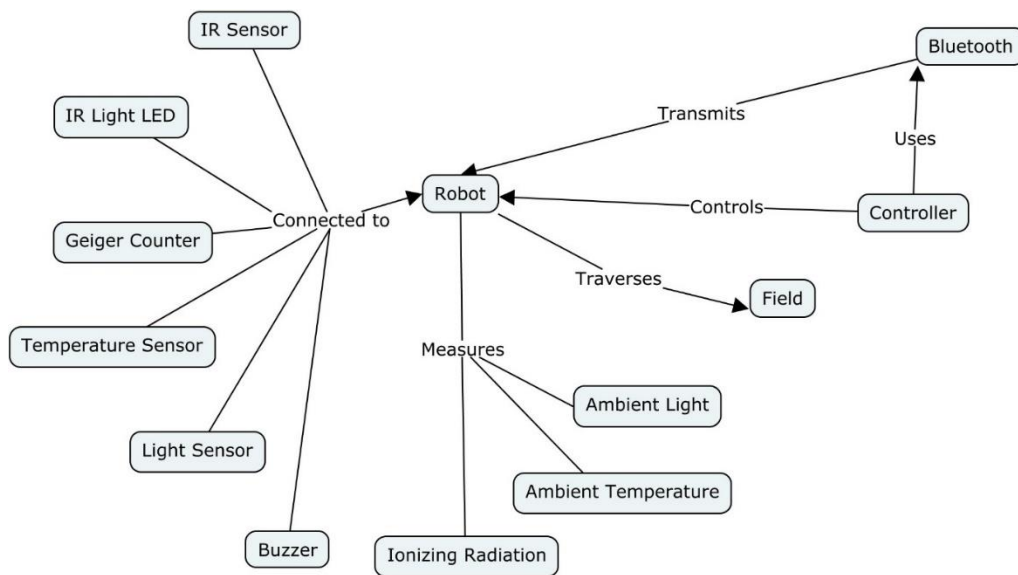 IR Sensor
Bluetooth
IR Light LED
Transmits
Uses
Robot
Controls
Controller
Connected to
Geiger Counter
Traverses
Field
Temperature Sensor
Measures
Ambient Light
Light Sensor
Ambient Temperature
Buzzer
Ionizing Radiation